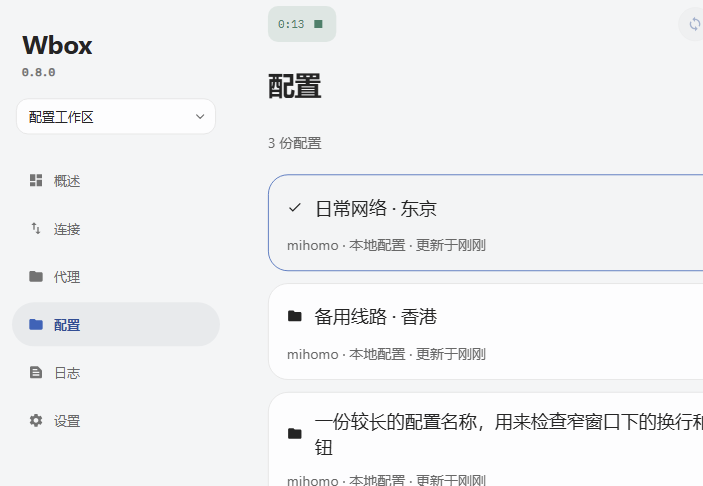 Wbox
0.8.0
配置工作区
概述
连接
代理
配置
日志
设置
0:13
配置
3 份配置
日常网络 · 东京
mihomo · 本地配置 · 更新于刚刚
备用线路 · 香港
mihomo · 本地配置 · 更新于刚刚
一份较长的配置名称，用来检查窄窗口下的换行和
钮
mihomo · 本地配置 · 更新于刚刚